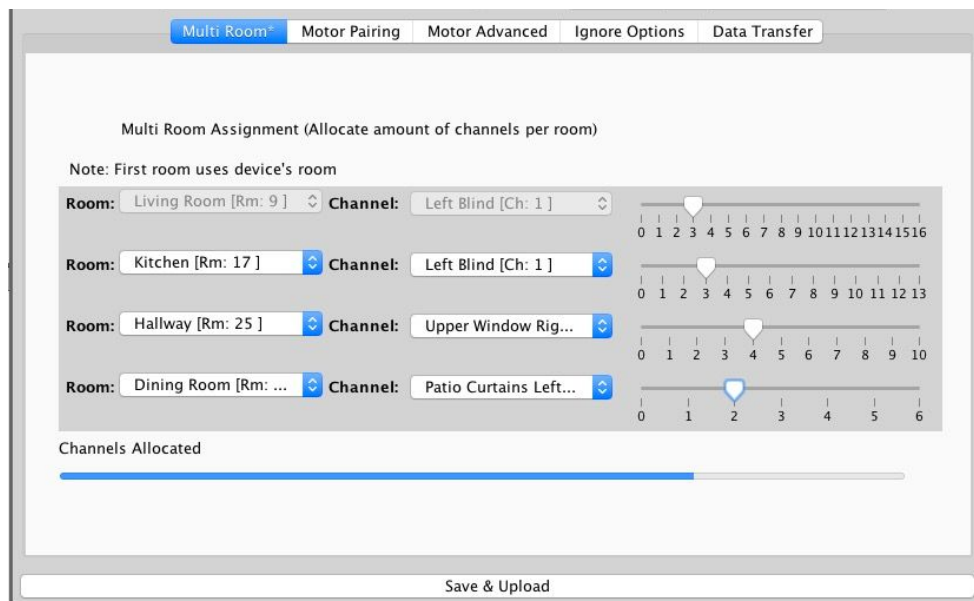 Multi Room* Motor Pairing Motor Advanced Ignore Options Data Transfer
Multi Room Assignment (Allocate amount of channels per room)
Note: First room uses device's room
Room: Living Room [Rm: 9 ] Channel: Left Blind [Ch: 1 ]
0 1 2 3 4 5 6 7 8 9 10 11 12 13 14 15 16
Room: Kitchen [Rm: 17 ] Channel: Left Blind [Ch: 1 ]
0 1 2 3 4 5 6 7 8 9 10 11 12 13
Room: Hallway [Rm: 25 ] Channel: Upper Window Rig...
0 1 2 3 4 5 6 7 8 9 10
Room: Dining Room [Rm: ... Channel: Patio Curtains Left...
0 1 2 3 4 5 6
Channels Allocated
Save & Upload